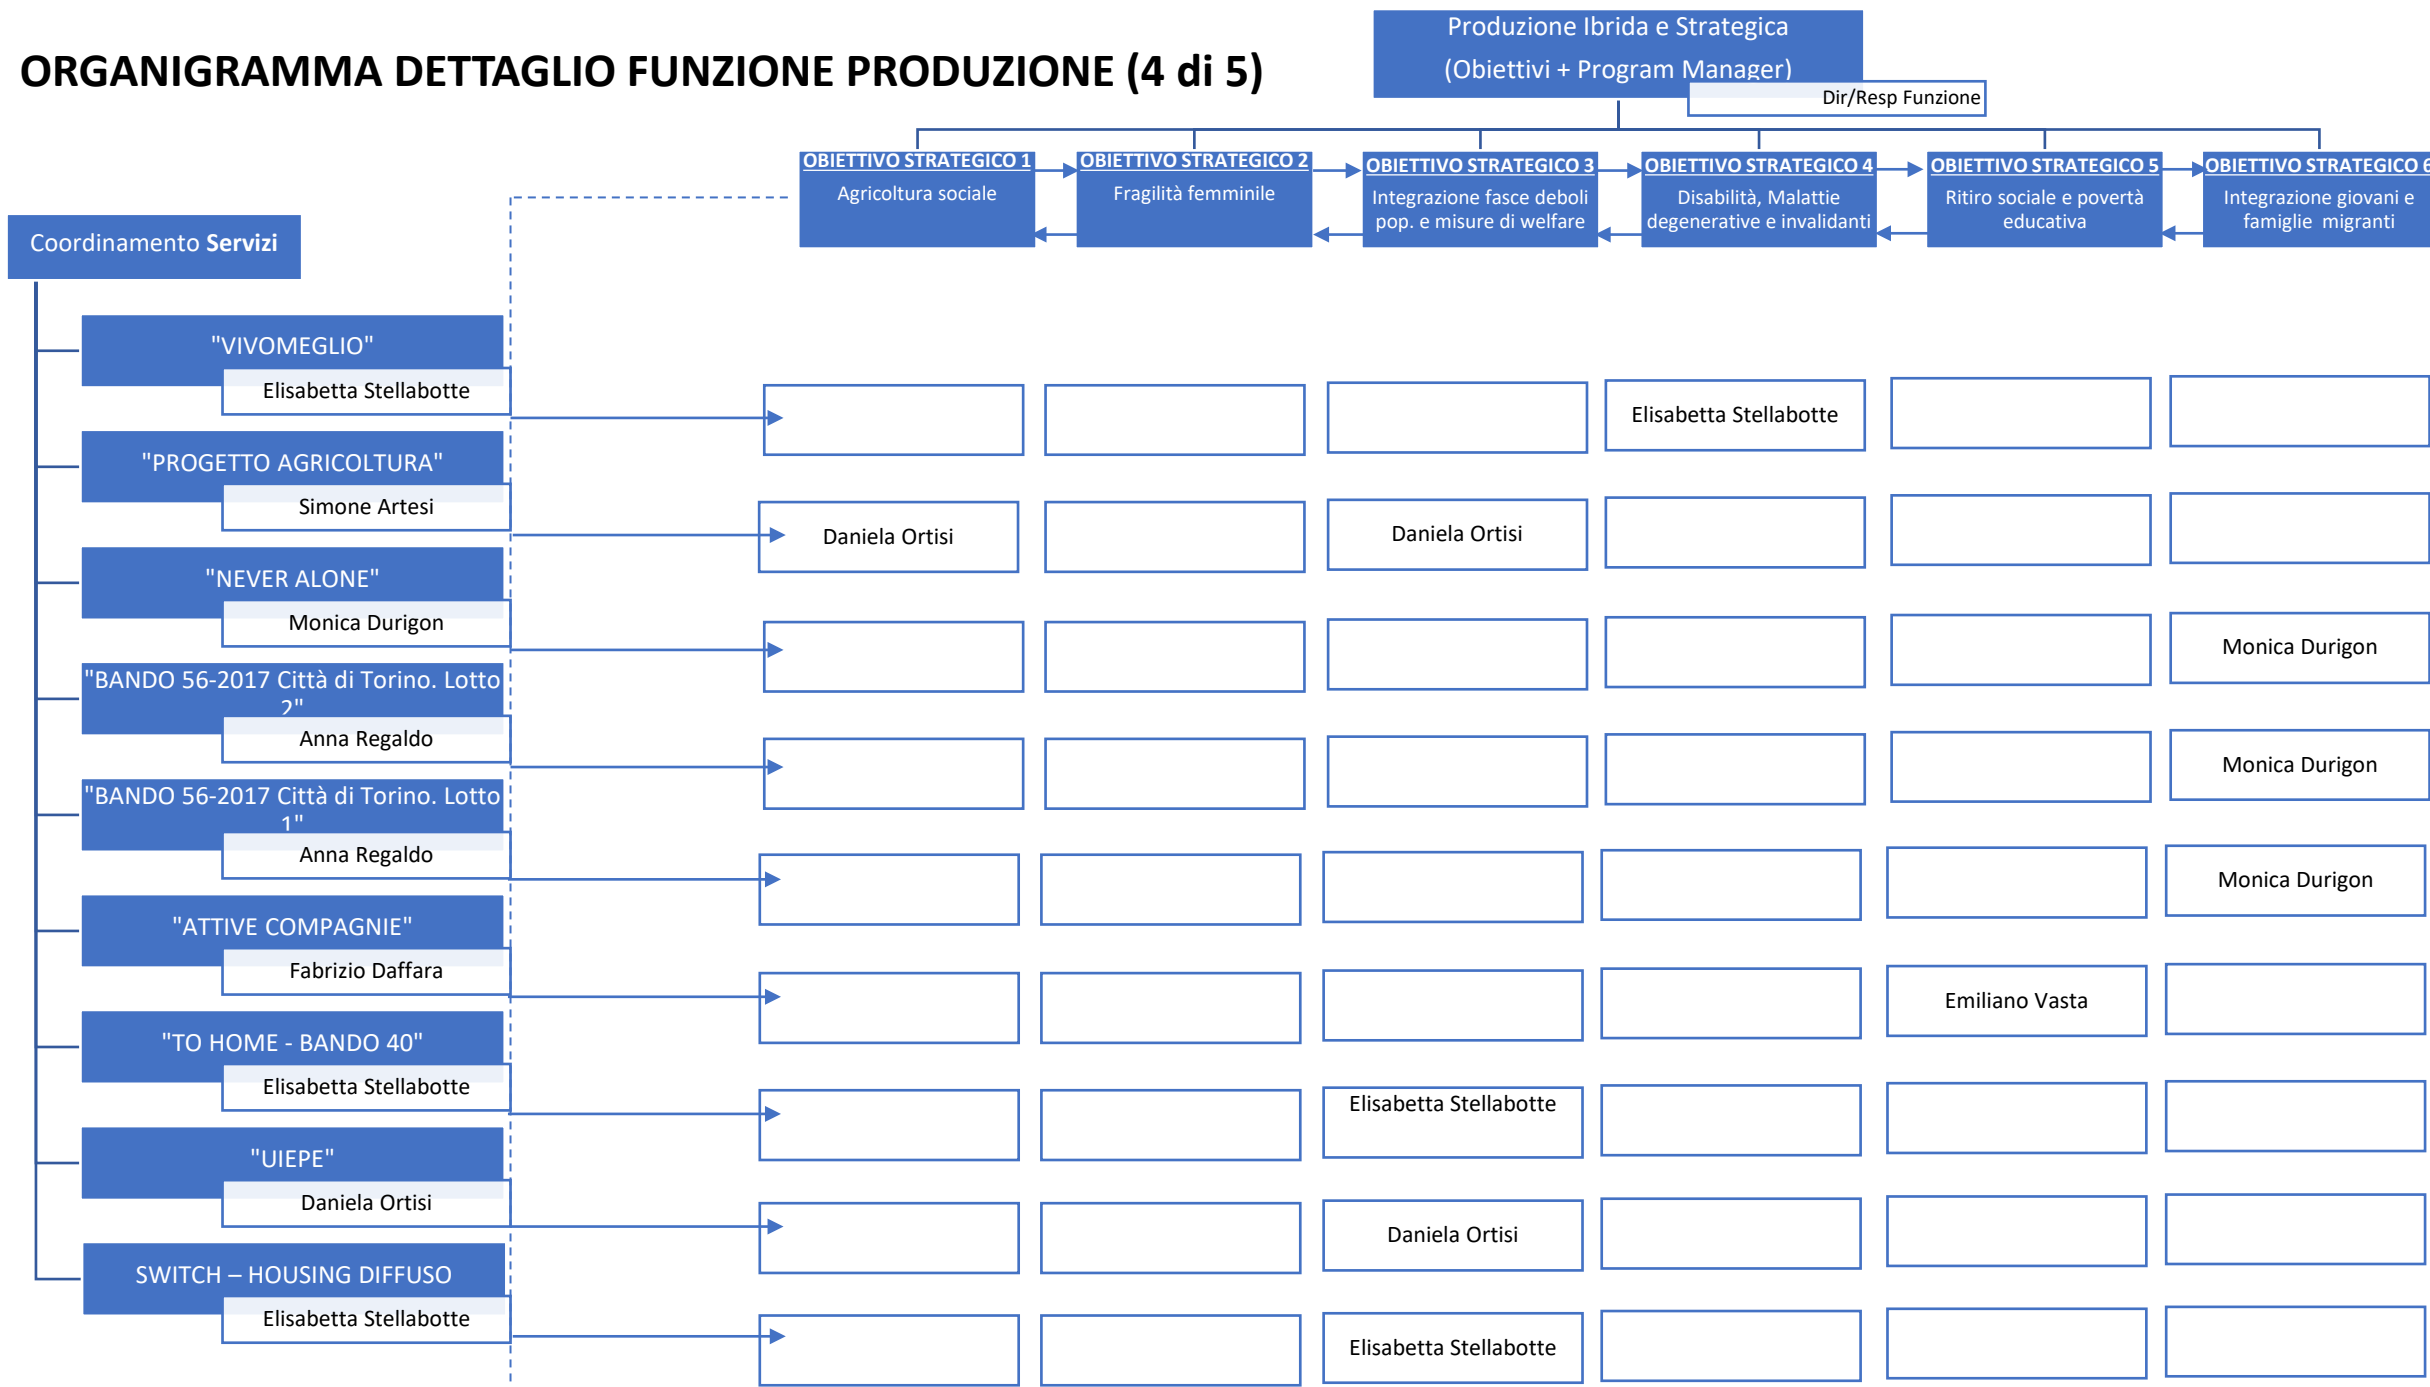 ORGANIGRAMMA DETTAGLIO FUNZIONE PRODUZIONE (4 di 5)
Produzione Ibrida e Strategica
(Obiettivi + Program Manager)
Dir/Resp Funzione
OBIETTIVO STRATEGICO 1
Agricoltura sociale
OBIETTIVO STRATEGICO 2
Fragilità femminile
OBIETTIVO STRATEGICO 3
Integrazione fasce deboli
pop. e misure di welfare
OBIETTIVO STRATEGICO 4
Disabilità, Malattie
degenerative e invalidanti
OBIETTIVO STRATEGICO 5
Ritiro sociale e povertà
educativa
OBIETTIVO STRATEGICO 6
Integrazione giovani e
famiglie migranti
Coordinamento Servizi
"VIVOMEGLIO"
Elisabetta Stellabotte
Elisabetta Stellabotte
"PROGETTO AGRICOLTURA"
Simone Artesi
Daniela Ortisi
Daniela Ortisi
"NEVER ALONE"
Monica Durigon
Monica Durigon
"BANDO 56-2017 Città di Torino. Lotto
2"
Anna Regaldo
Monica Durigon
"BANDO 56-2017 Città di Torino. Lotto
1"
Anna Regaldo
Monica Durigon
"ATTIVE COMPAGNIE"
Fabrizio Daffara
Emiliano Vasta
"TO HOME - BANDO 40"
Elisabetta Stellabotte
Elisabetta Stellabotte
"UIEPE"
Daniela Ortisi
Daniela Ortisi
SWITCH – HOUSING DIFFUSO
Elisabetta Stellabotte
Elisabetta Stellabotte